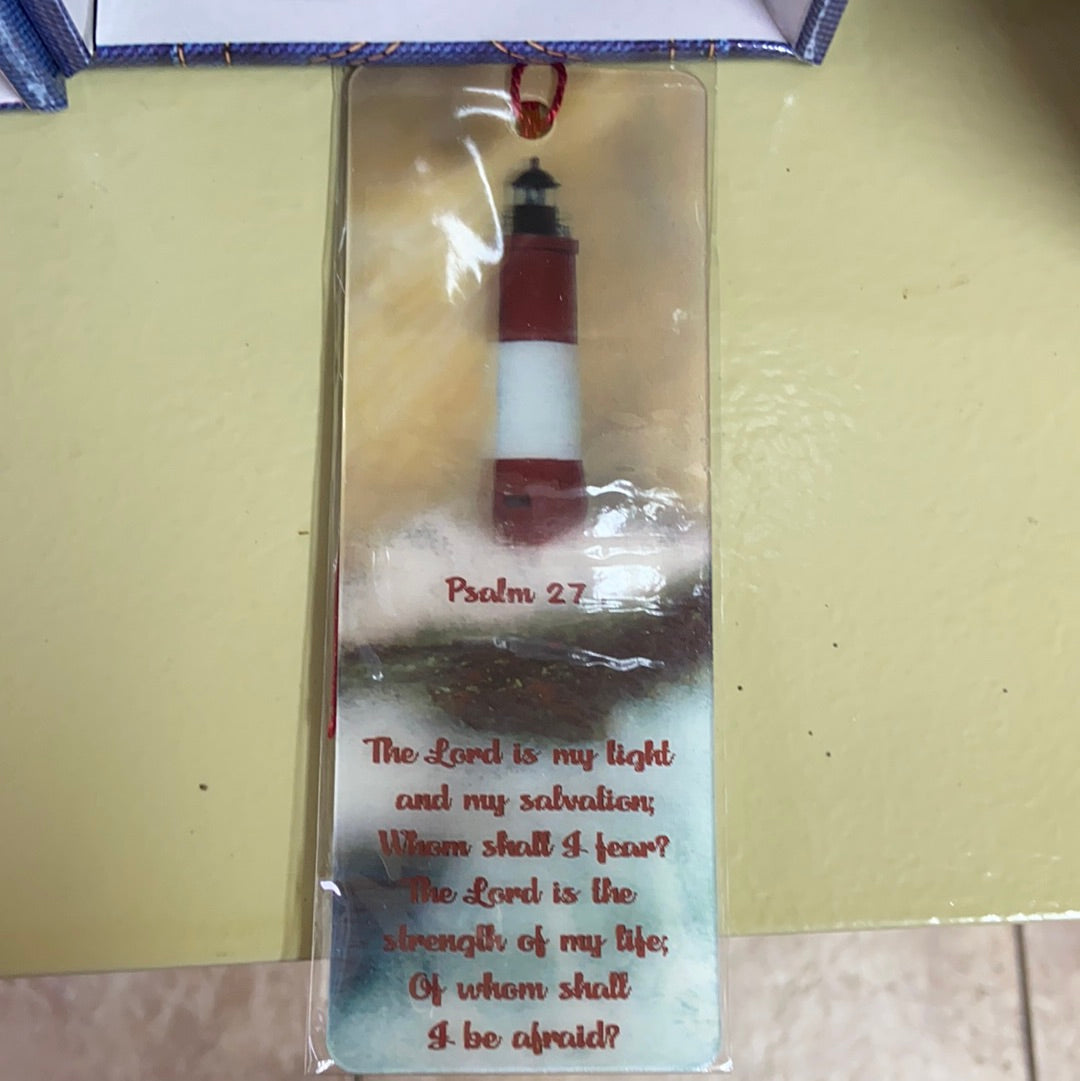 Psalm 27
The Lord is my light
and my salvation;
Whom shall I fear?
The Lord is the
strength of my life;
Of whom shall
I be afraid?